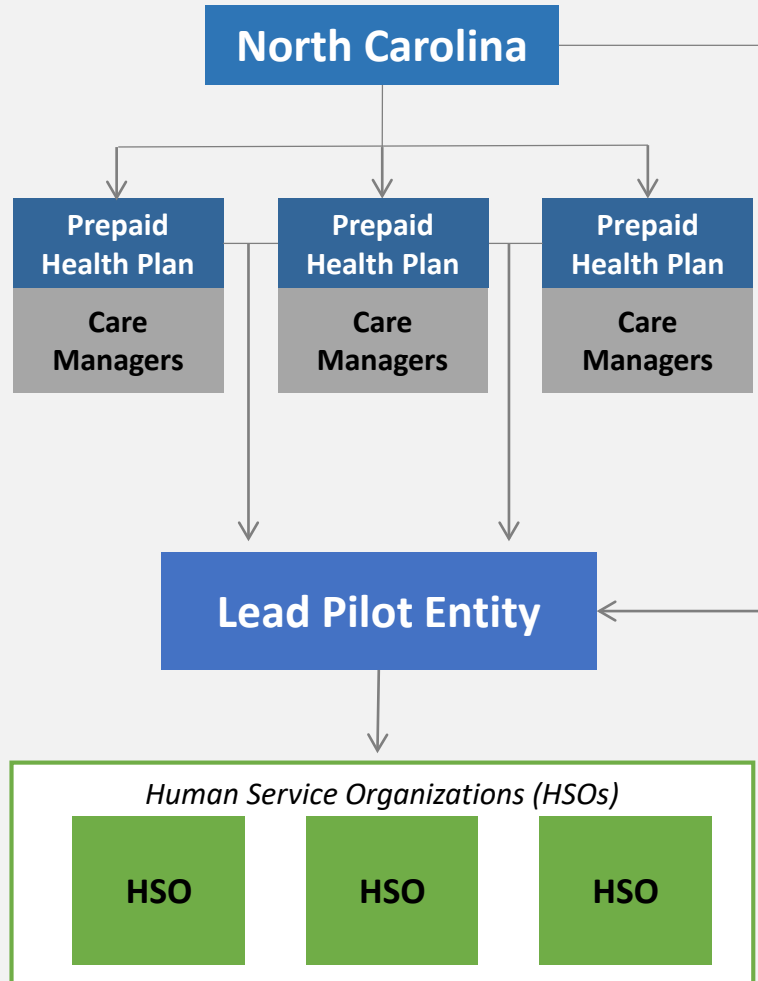 North Carolina
Prepaid
Health Plan
Care
Managers
Prepaid
Health Plan
Care
Managers
Prepaid
Health Plan
Care
Managers
Lead Pilot Entity
Human Service Organizations (HSOs)
HSO
HSO
HSO